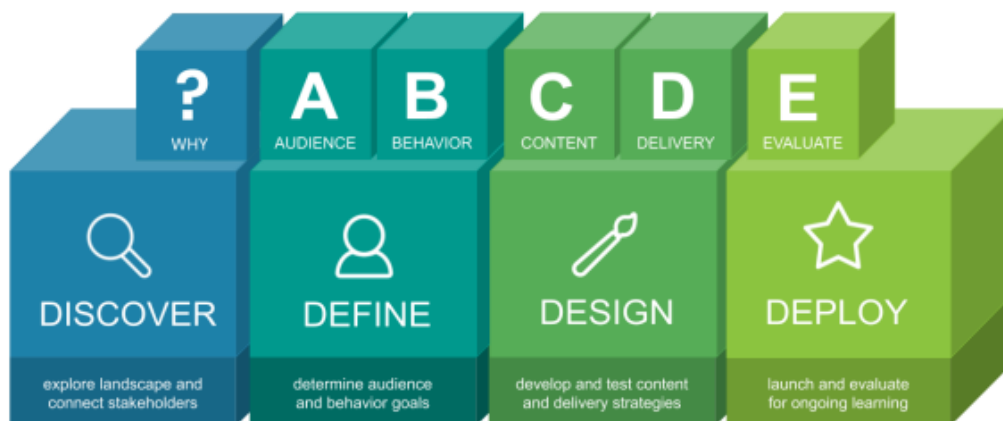 ?
WHY
A
AUDIENCE
B
BEHAVIOR
C
CONTENT
D
DELIVERY
E
EVALUATE
DISCOVER
explore landscape and
connect stakeholders
DEFINE
determine audience
and behavior goals
DESIGN
develop and test content
and delivery strategies
DEPLOY
launch and evaluate
for ongoing learning